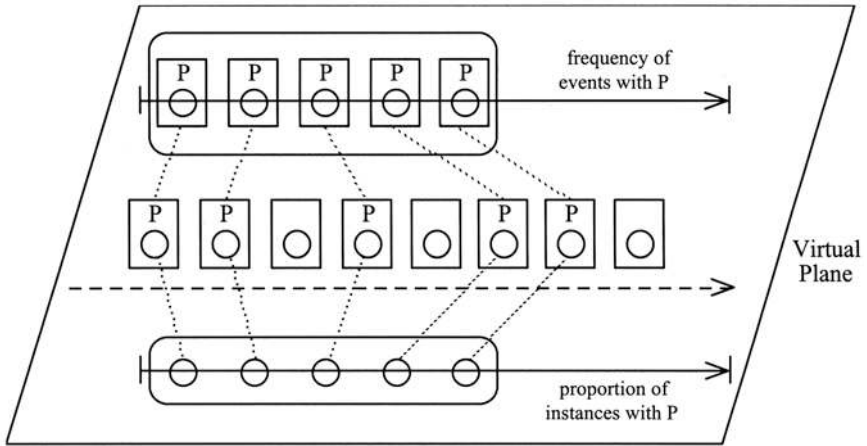 P P P P P
frequency of
events with P
P P P P P
Virtual
Plane
proportion of
instances with P